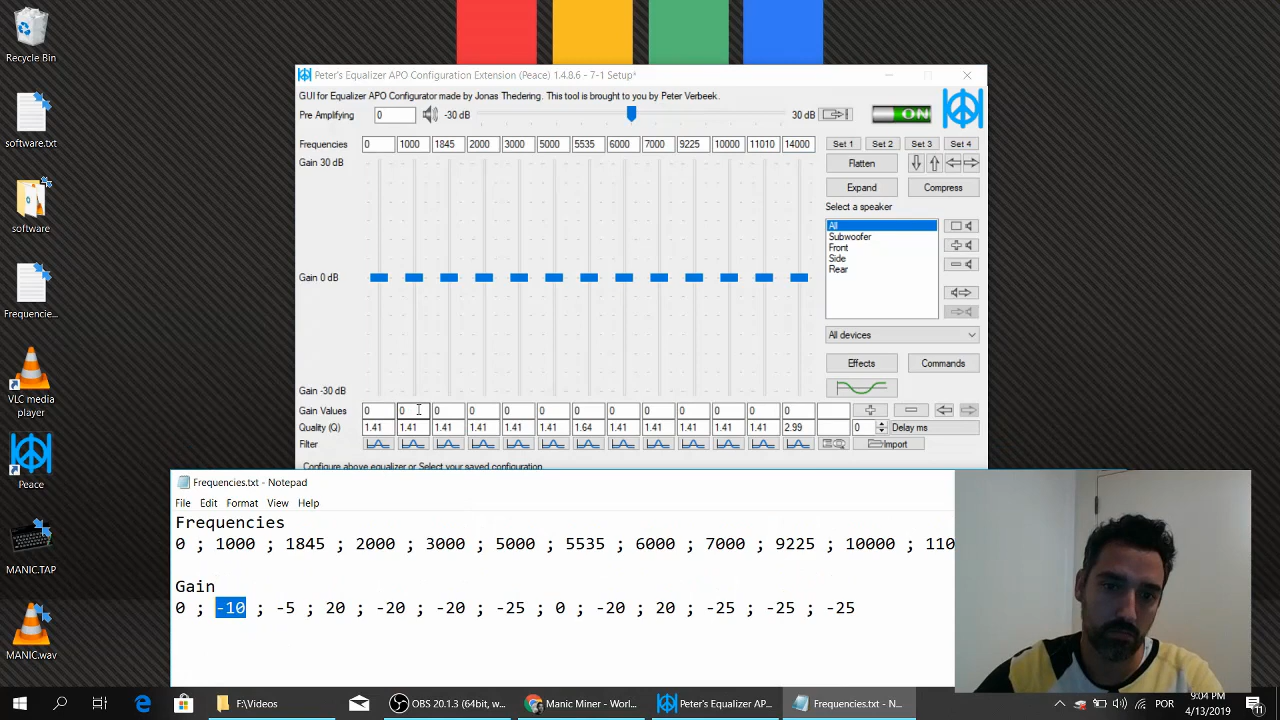 Recycle Bin
software.txt
software
Frequencie...
VLC media
player
Peace
MANIC.TAP
MANIC.wav
Peter's Equalizer APO Configuration Extension (Peace) 1.4.8.6 - 7-1 Setup*
GUI for Equalizer APO Configurator made by Jonas Thedering. This tool is brought to you by Peter Verbeek.
Pre Amplifying 0 -30 dB 30 dB ON
Frequencies 0 1000 1845 2000 3000 5000 5535 6000 7000 9225 10000 11010 14000 Set 1 Set 2 Set 3 Set 4
Gain 30 dB
Flatten
Expand Compress
Select a speaker
All
Subwoofer
Front
Side
Rear
Gain 0 dB
All devices
Effects Commands
Gain -30 dB
Gain Values 0 0 0 0 0 0 0 0 0 0 0 0 0
Quality (Q) 1.41 1.41 1.41 1.41 1.41 1.41 1.64 1.41 1.41 1.41 1.41 1.41 2.99 0 Delay ms
Filter Import
Configure above equalizer or Select your saved configuration
Frequencies.txt - Notepad
File Edit Format View Help
Frequencies
0 ; 1000 ; 1845 ; 2000 ; 3000 ; 5000 ; 5535 ; 6000 ; 7000 ; 9225 ; 10000 ; 110
Gain
0 ; -10 ; -5 ; 20 ; -20 ; -20 ; -25 ; 0 ; -20 ; 20 ; -25 ; -25 ; -25
F:\Videos
OBS 20.1.3 (64bit, w...
Manic Miner - Worl...
Peter's Equalizer AP...
Frequencies.txt - N...
POR
9:04 PM
4/13/2019
11